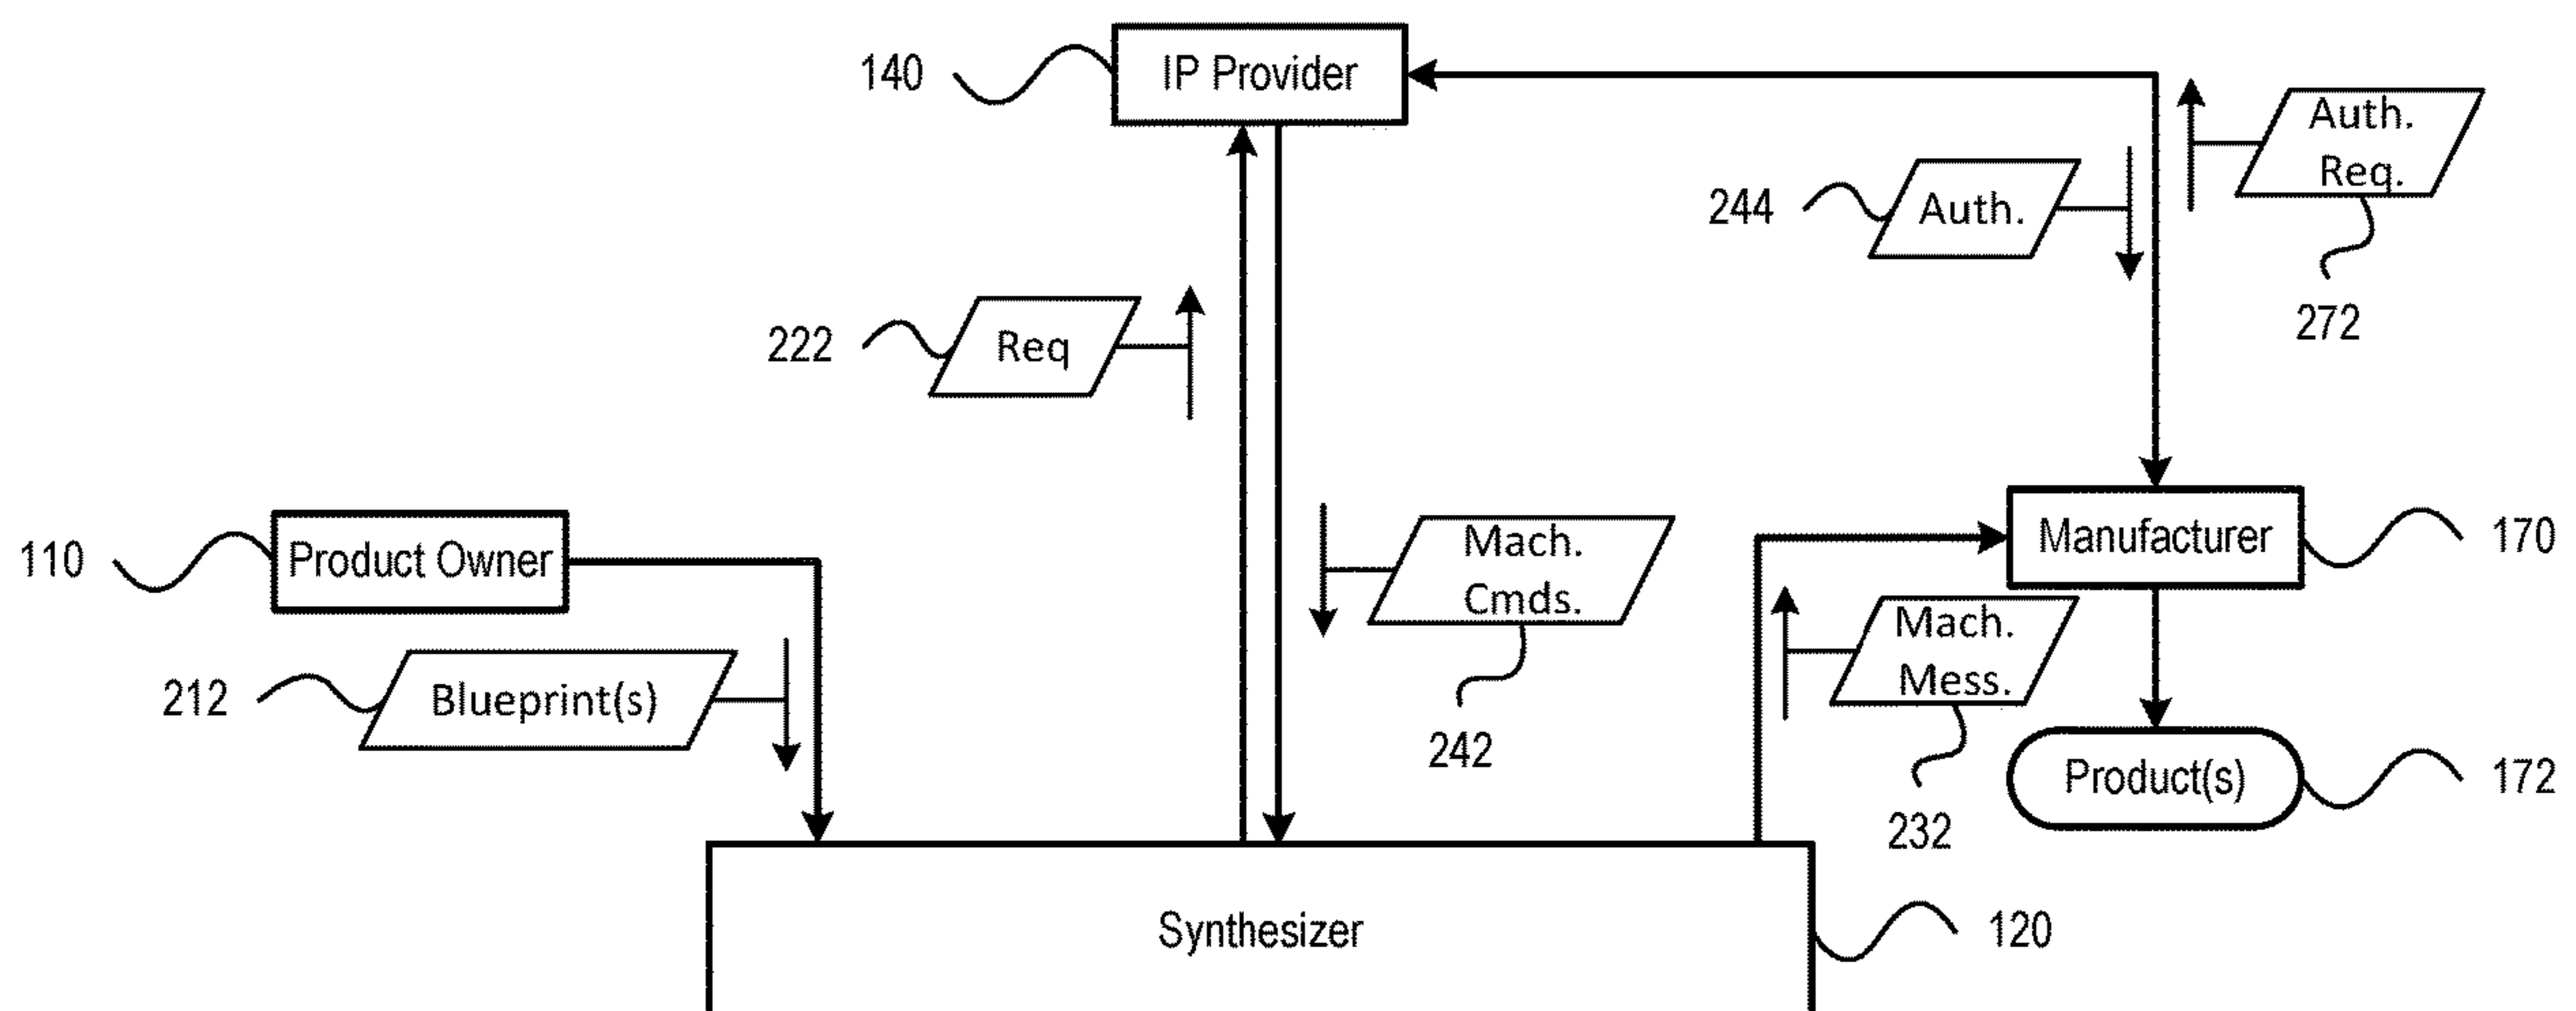 140
IP Provider
Auth.
Req.
244
Auth.
272
222
Req
110
Product Owner
Mach.
Cmds.
242
Manufacturer
170
212
Blueprint(s)
Mach.
Mess.
232
Product(s)
172
Synthesizer
120